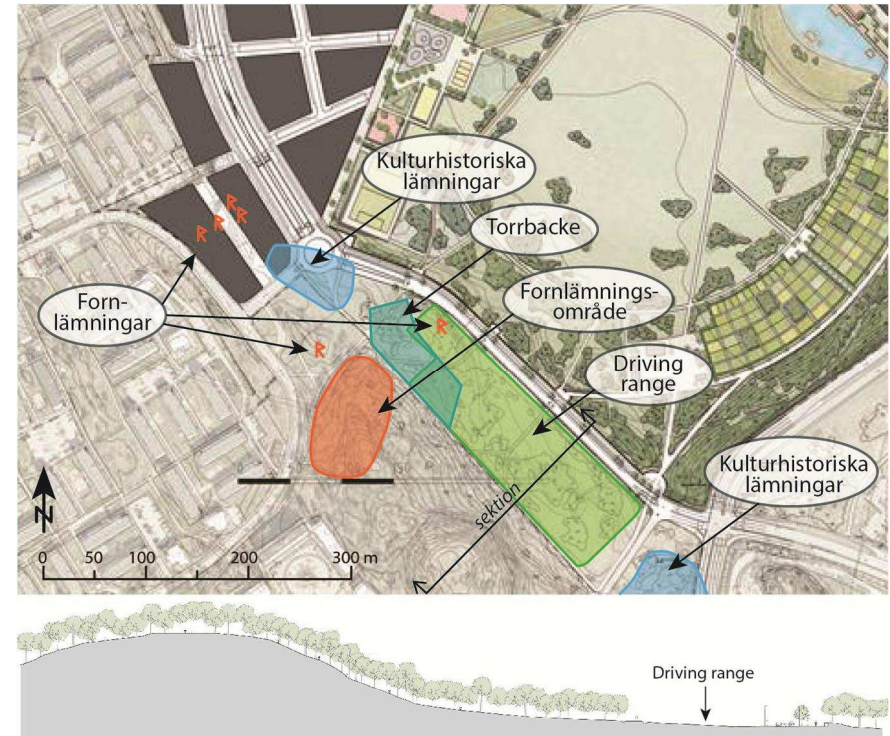 Kulturhistoriska
lämningar
Torrbacke
Fornlämnings-
område
Forn-
lämningar
Driving
range
Kulturhistoriska
lämningar
sektion
N
0 50 100 200 300 m
Driving range